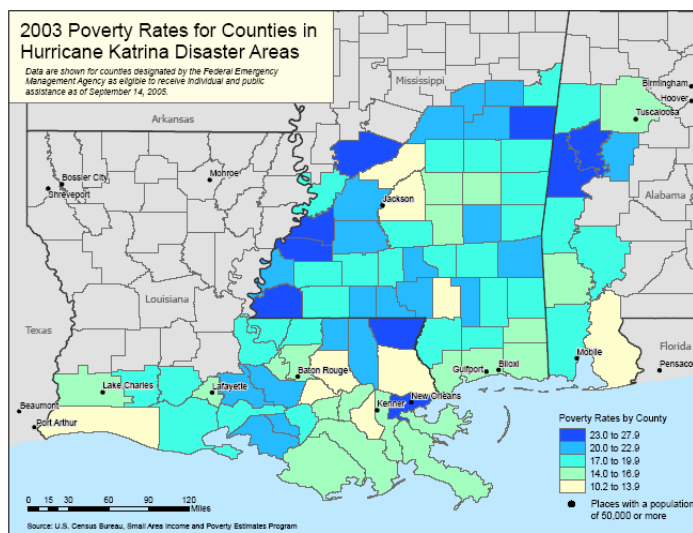 2003 Poverty Rates for Counties in
Hurricane Katrina Disaster Areas
Data are shown for counties designated by the Federal Emergency
Management Agency as eligible to receive individual and public
assistance as of September 14, 2005.
Mississippi
Birmingham
Hoover
Tuscaloosa
Arkansas
Monroe
Bossier City
Shreveport
Jackson
Alabama
Louisiana
Texas
Florida
Mobile
Pensaco
Baton Rouge
Gulfport
Biloxi
Lake Charles
Lafayette
New Orleans
Kenner
Beaumont
Port Arthur
Poverty Rates by County
23.0 to 27.9
20.0 to 22.9
17.0 to 19.9
14.0 to 16.9
10.2 to 13.9
Places with a population
of 50,000 or more
0 15 30 60 90 120
Miles
Source: U.S. Census Bureau, Small Area Income and Poverty Estimates Program